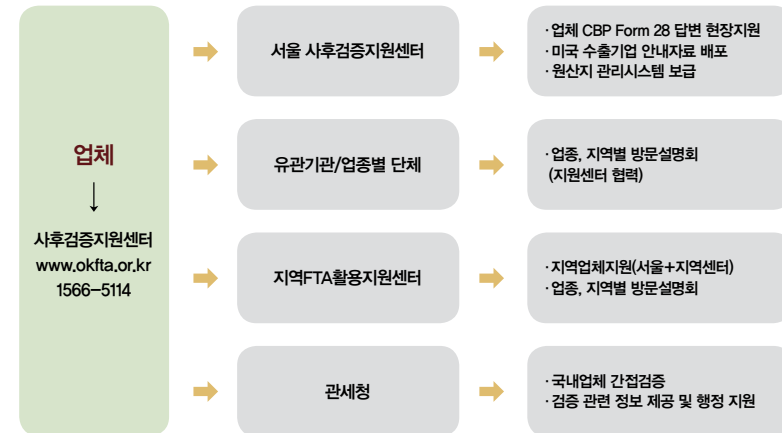 업체
↓
사후검증지원센터
www.okfta.or.kr
1566-5114
서울 사후검증지원센터
· 업체 CBP Form 28 답변 현장지원
· 미국 수출기업 안내자료 배포
· 원산지 관리시스템 보급
유관기관/업종별 단체
· 업종, 지역별 방문설명회
(지원센터 협력)
지역FTA활용지원센터
· 지역업체지원(서울+지역센터)
· 업종, 지역별 방문설명회
관세청
· 국내업체 간접검증
· 검증 관련 정보 제공 및 행정 지원